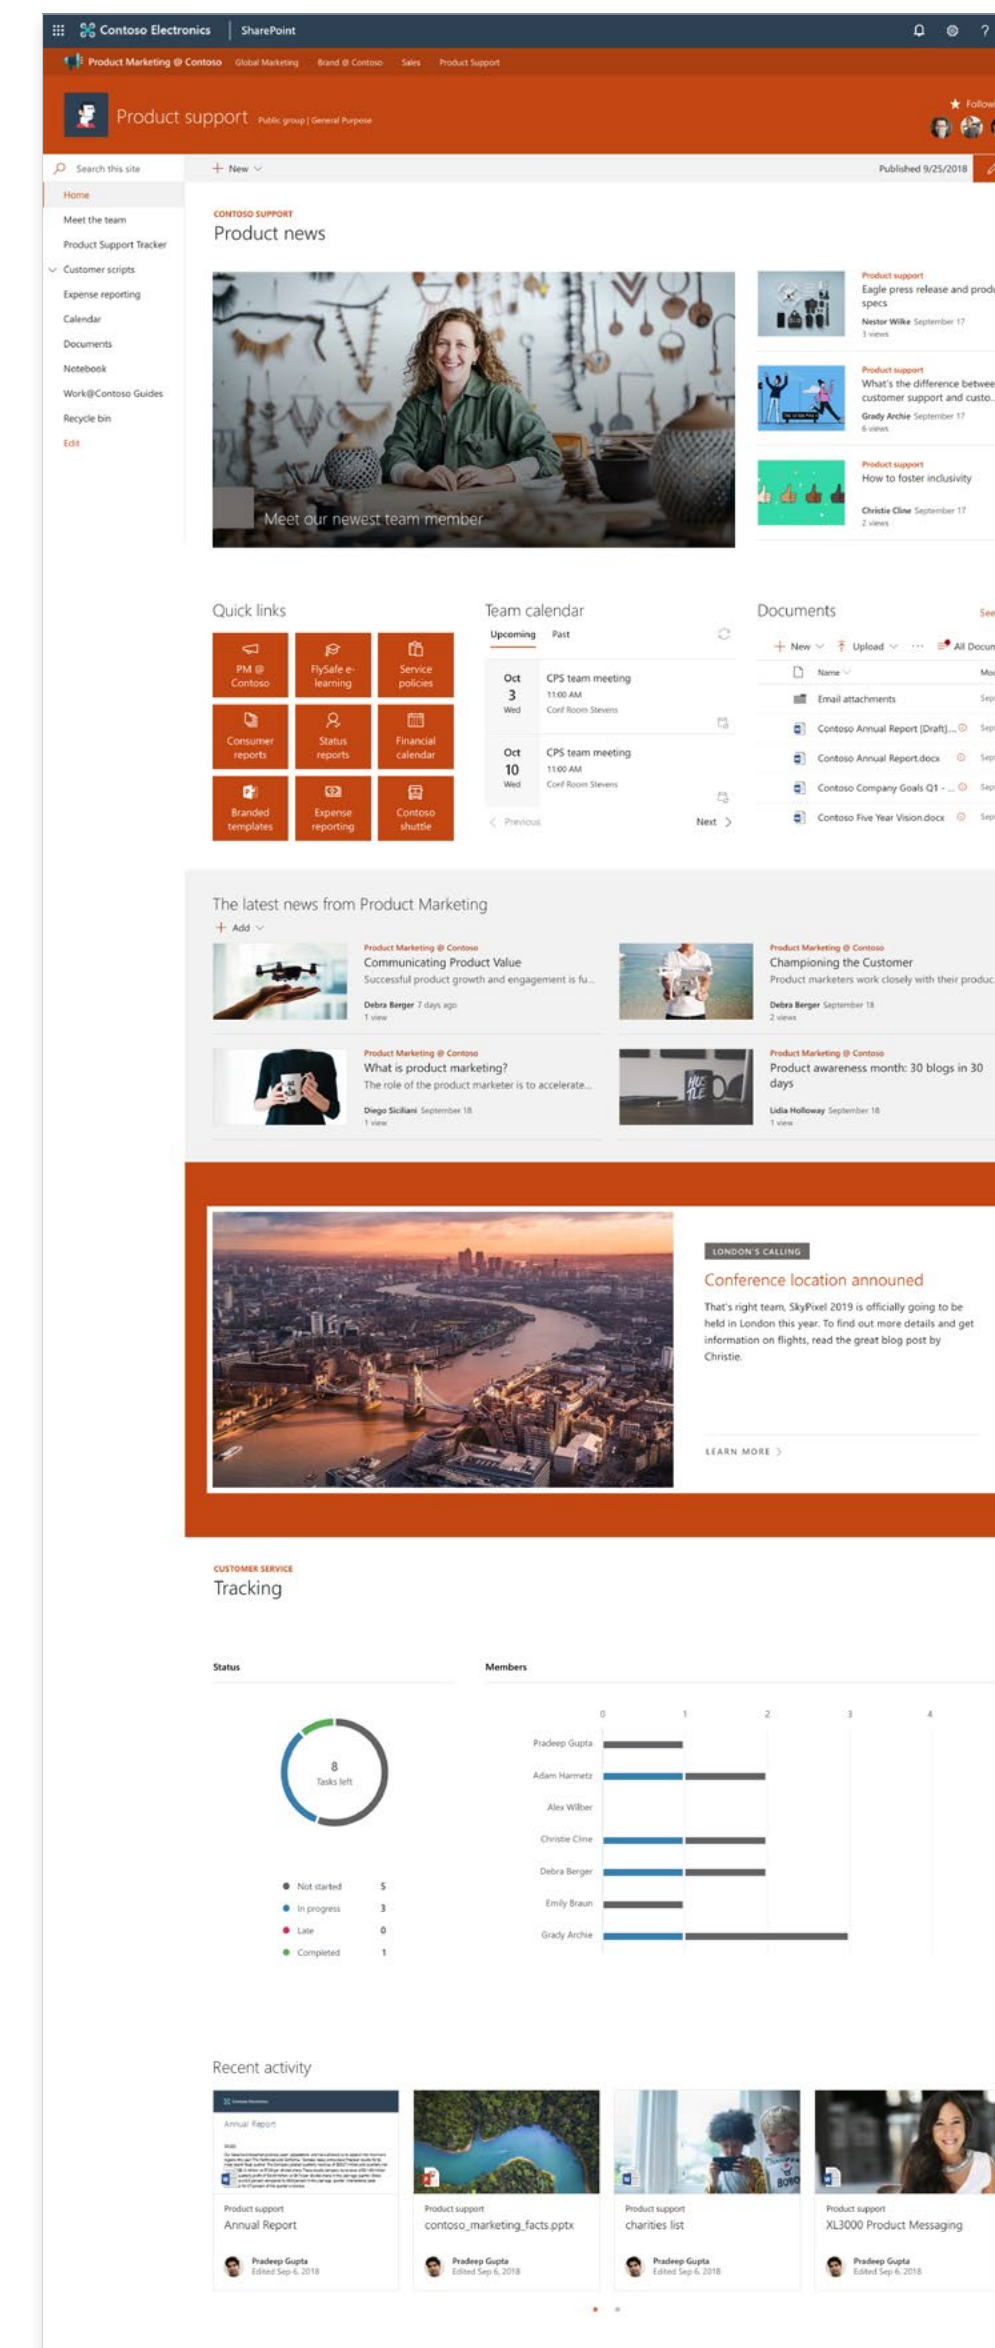 Contoso Electronics SharePoint ?
Product Marketing @ Contoso Global Marketing Brand @ Contoso Sales Product Support
Product support Public group | General Purpose
Followi
Search this site
New
Published 9/25/2018
Home
Meet the team
Product Support Tracker
Customer scripts
Expense reporting
Calendar
Documents
Notebook
Work@Contoso Guides
Recycle bin
Edit
CONTOSO SUPPORT
Product news
Meet our newest team member
Product support
Eagle press release and produ
specs
Nestor Wilke September 17
3 views
Product support
What's the difference betwee
customer support and custo...
Grady Archie September 17
6 views
Product support
How to foster inclusivity
Christie Cline September 17
2 views
Quick links
PM @
Contoso
FlySafe e-
learning
Service
policies
Consumer
reports
Status
reports
Financial
calendar
Branded
templates
Expense
reporting
Contoso
shuttle
Team calendar
Upcoming Past
Oct
3
Wed
CPS team meeting
11:00 AM
Conf Room Stevens
Oct
10
Wed
CPS team meeting
11:00 AM
Conf Room Stevens
Previous
Next
Documents
See
New Upload ... All Docum
Name
Mod
Email attachments Sep
Contoso Annual Report [Draft].... Sep
Contoso Annual Report.docx Sep
Contoso Company Goals Q1 - ... Sep
Contoso Five Year Vision.docx Sep
The latest news from Product Marketing
Add
Product Marketing @ Contoso
Communicating Product Value
Successful product growth and engagement is fu...
Debra Berger 7 days ago
1 view
Product Marketing @ Contoso
Championing the Customer
Product marketers work closely with their produc
Debra Berger September 18
2 views
Product Marketing @ Contoso
What is product marketing?
The role of the product marketer is to accelerate...
Diego Siciliani September 18
1 view
HUS
TLE
Product Marketing @ Contoso
Product awareness month: 30 blogs in 30
days
Lidia Holloway September 18
1 view
LONDON'S CALLING
Conference location announed
That's right team, SkyPixel 2019 is officially going to be
held in London this year. To find out more details and get
information on flights, read the great blog post by
Christie.
LEARN MORE
CUSTOMER SERVICE
Tracking
Status
8
Tasks left
Not started 5
In progress 3
Late 0
Completed 1
Members
0 1 2 3 4
Pradeep Gupta
Adam Harmetz
Alex Wilber
Christie Cline
Debra Berger
Emily Braun
Grady Archie
Recent activity
Contoso Electronics
Annual Report
Product support
Annual Report
Pradeep Gupta
Edited Sep 6, 2018
Product support
contoso_marketing_facts.pptx
Pradeep Gupta
Edited Sep 6, 2018
Product support
charities list
Pradeep Gupta
Edited Sep 6, 2018
Product support
XL3000 Product Messaging
Pradeep Gupta
Edited Sep 6, 2018